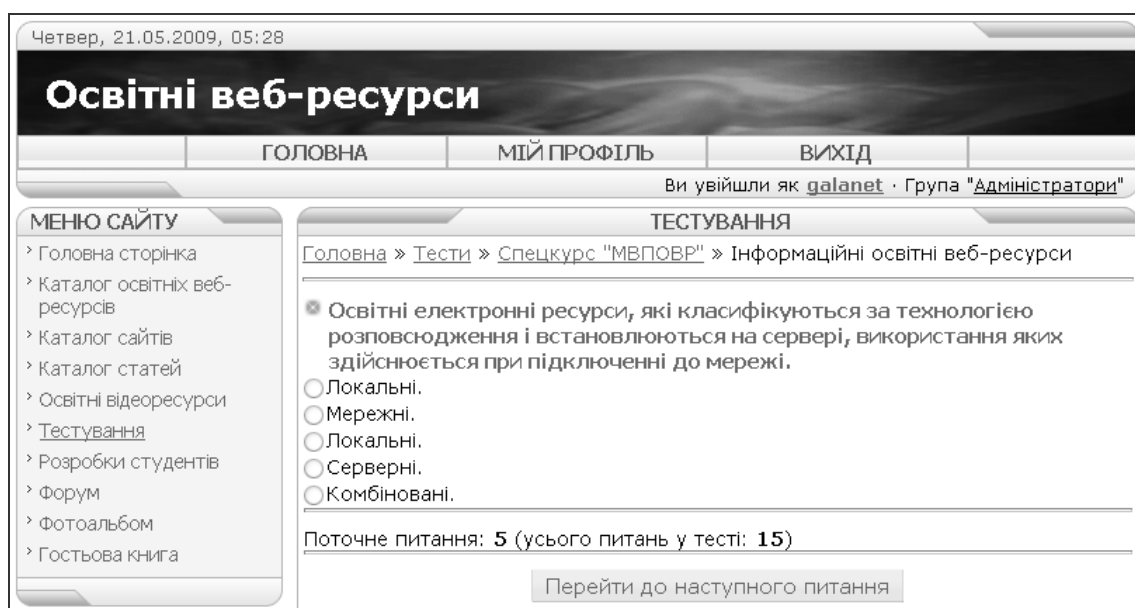 Четвер, 21.05.2009, 05:28
Освітні веб-ресурси
ГОЛОВНА МІЙ ПРОФІЛЬ ВИХІД
Ви увійшли як galanet · Група "Адміністратори"
МЕНЮ САЙТУ
› Головна сторінка
› Каталог освітніх веб-
ресурсів
› Каталог сайтів
› Каталог статей
› Освітні відеоресурси
› Тестування
› Розробки студентів
› Форум
› Фотоальбом
› Гостьова книга
ТЕСТУВАННЯ
Головна » Тести » Спецкурс "МВПОВР" » Інформаційні освітні веб-ресурси
Освітні електронні ресурси, які класифікуються за технологією
розповсюдження і встановлюються на сервері, використання яких
здійснюється при підключенні до мережі.
Локальні.
Мережні.
Локальні.
Серверні.
Комбіновані.
Поточне питання: 5 (усього питань у тесті: 15)
Перейти до наступного питання